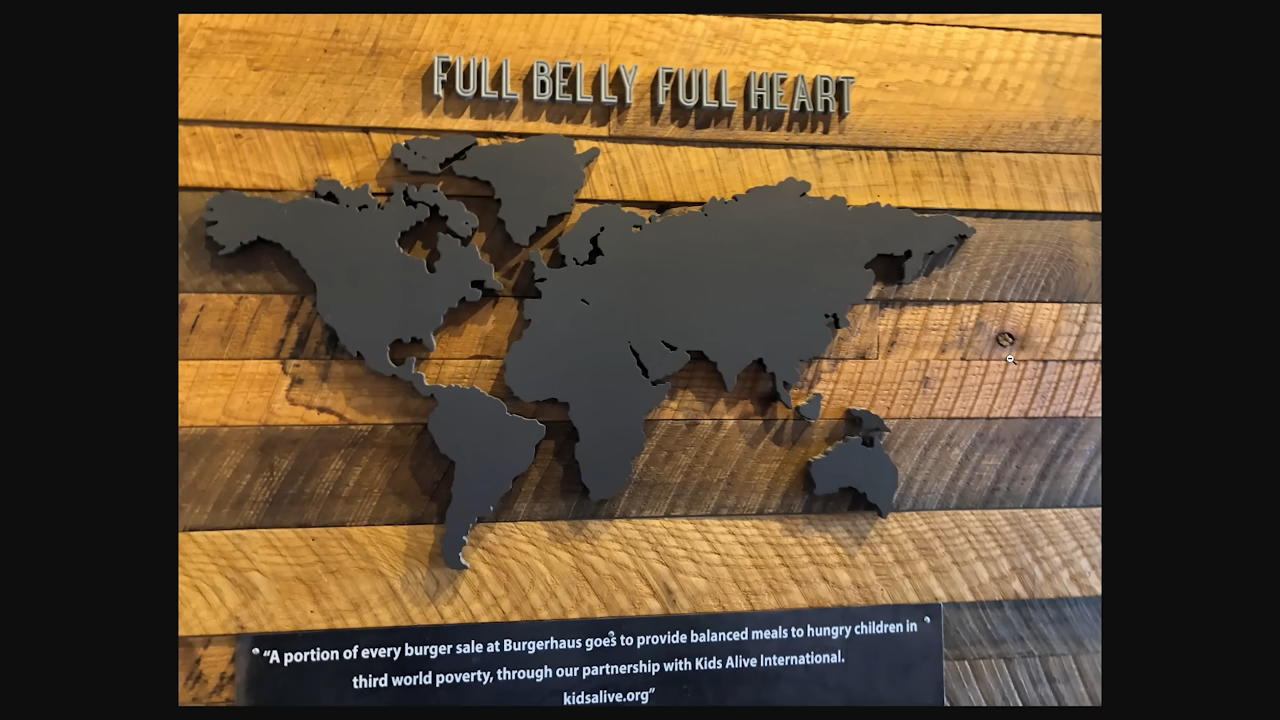 FULL BELLY FULL HEART
“A portion of every burger sale at Burgerhaus goes to provide balanced meals to hungry children in
third world poverty, through our partnership with Kids Alive International.
kidsalive.org”